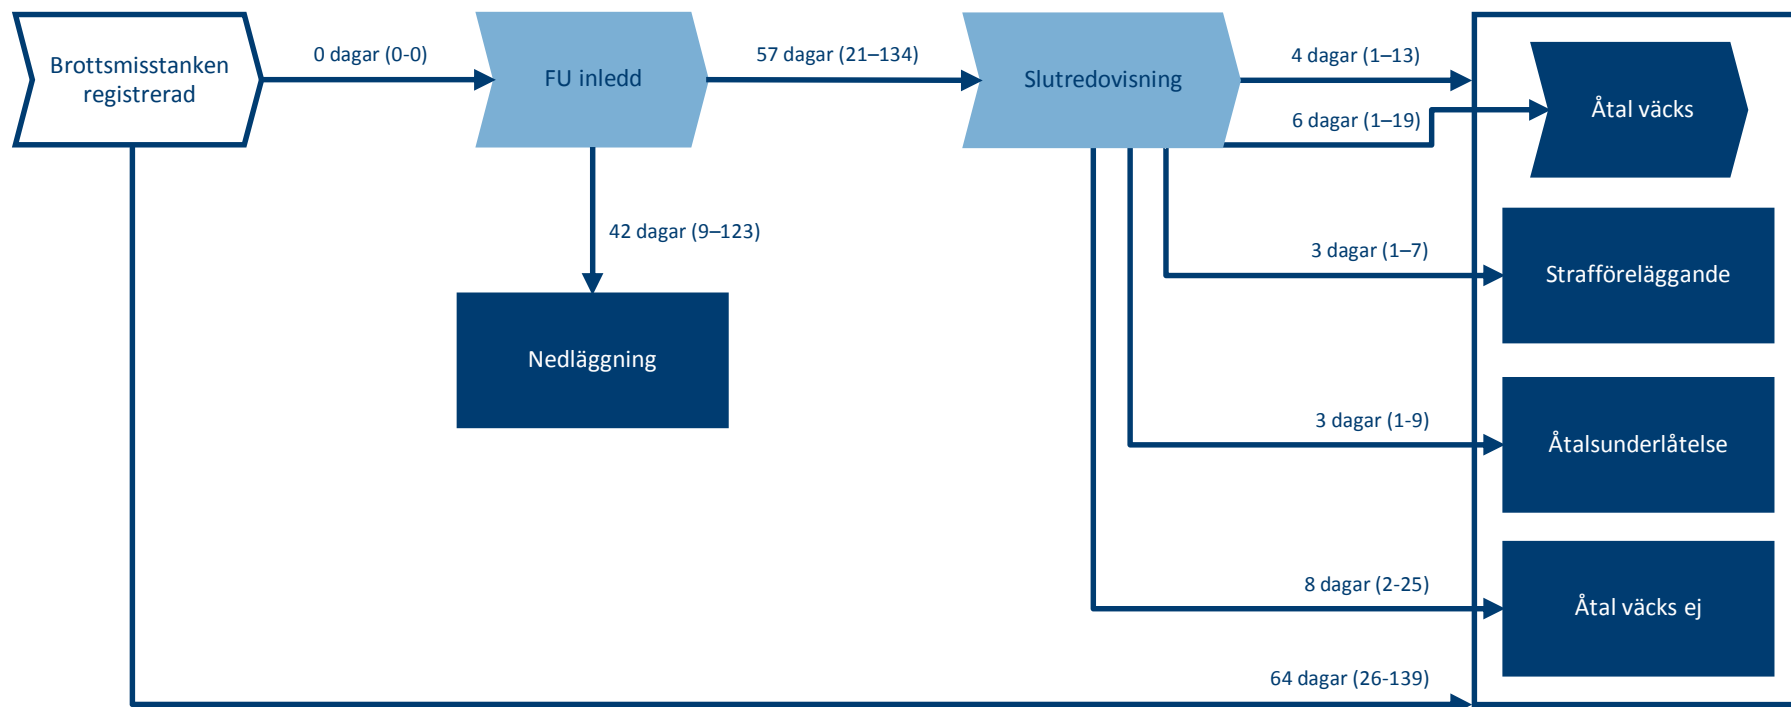 Brottsmisstanken
registrerad
0 dagar (0-0)
FU inledd
57 dagar (21–134)
Slutredovisning
4 dagar (1–13)
6 dagar (1–19)
Åtal väcks
42 dagar (9–123)
Nedläggning
3 dagar (1–7)
Strafföreläggande
3 dagar (1-9)
Åtalsunderlåtelse
8 dagar (2-25)
Åtal väcks ej
64 dagar (26-139)